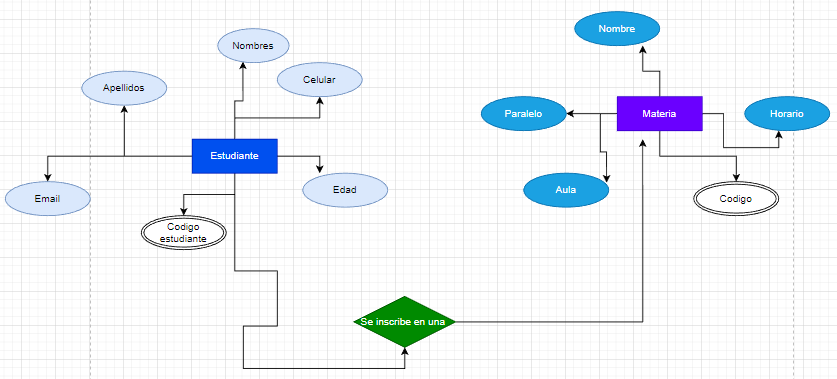 Nombre
Nombres
Celular
Apellidos
Paralelo
Materia
Horario
Estudiante
Edad
Aula
Email
Codigo
Codigo
estudiante
Se inscribe en una